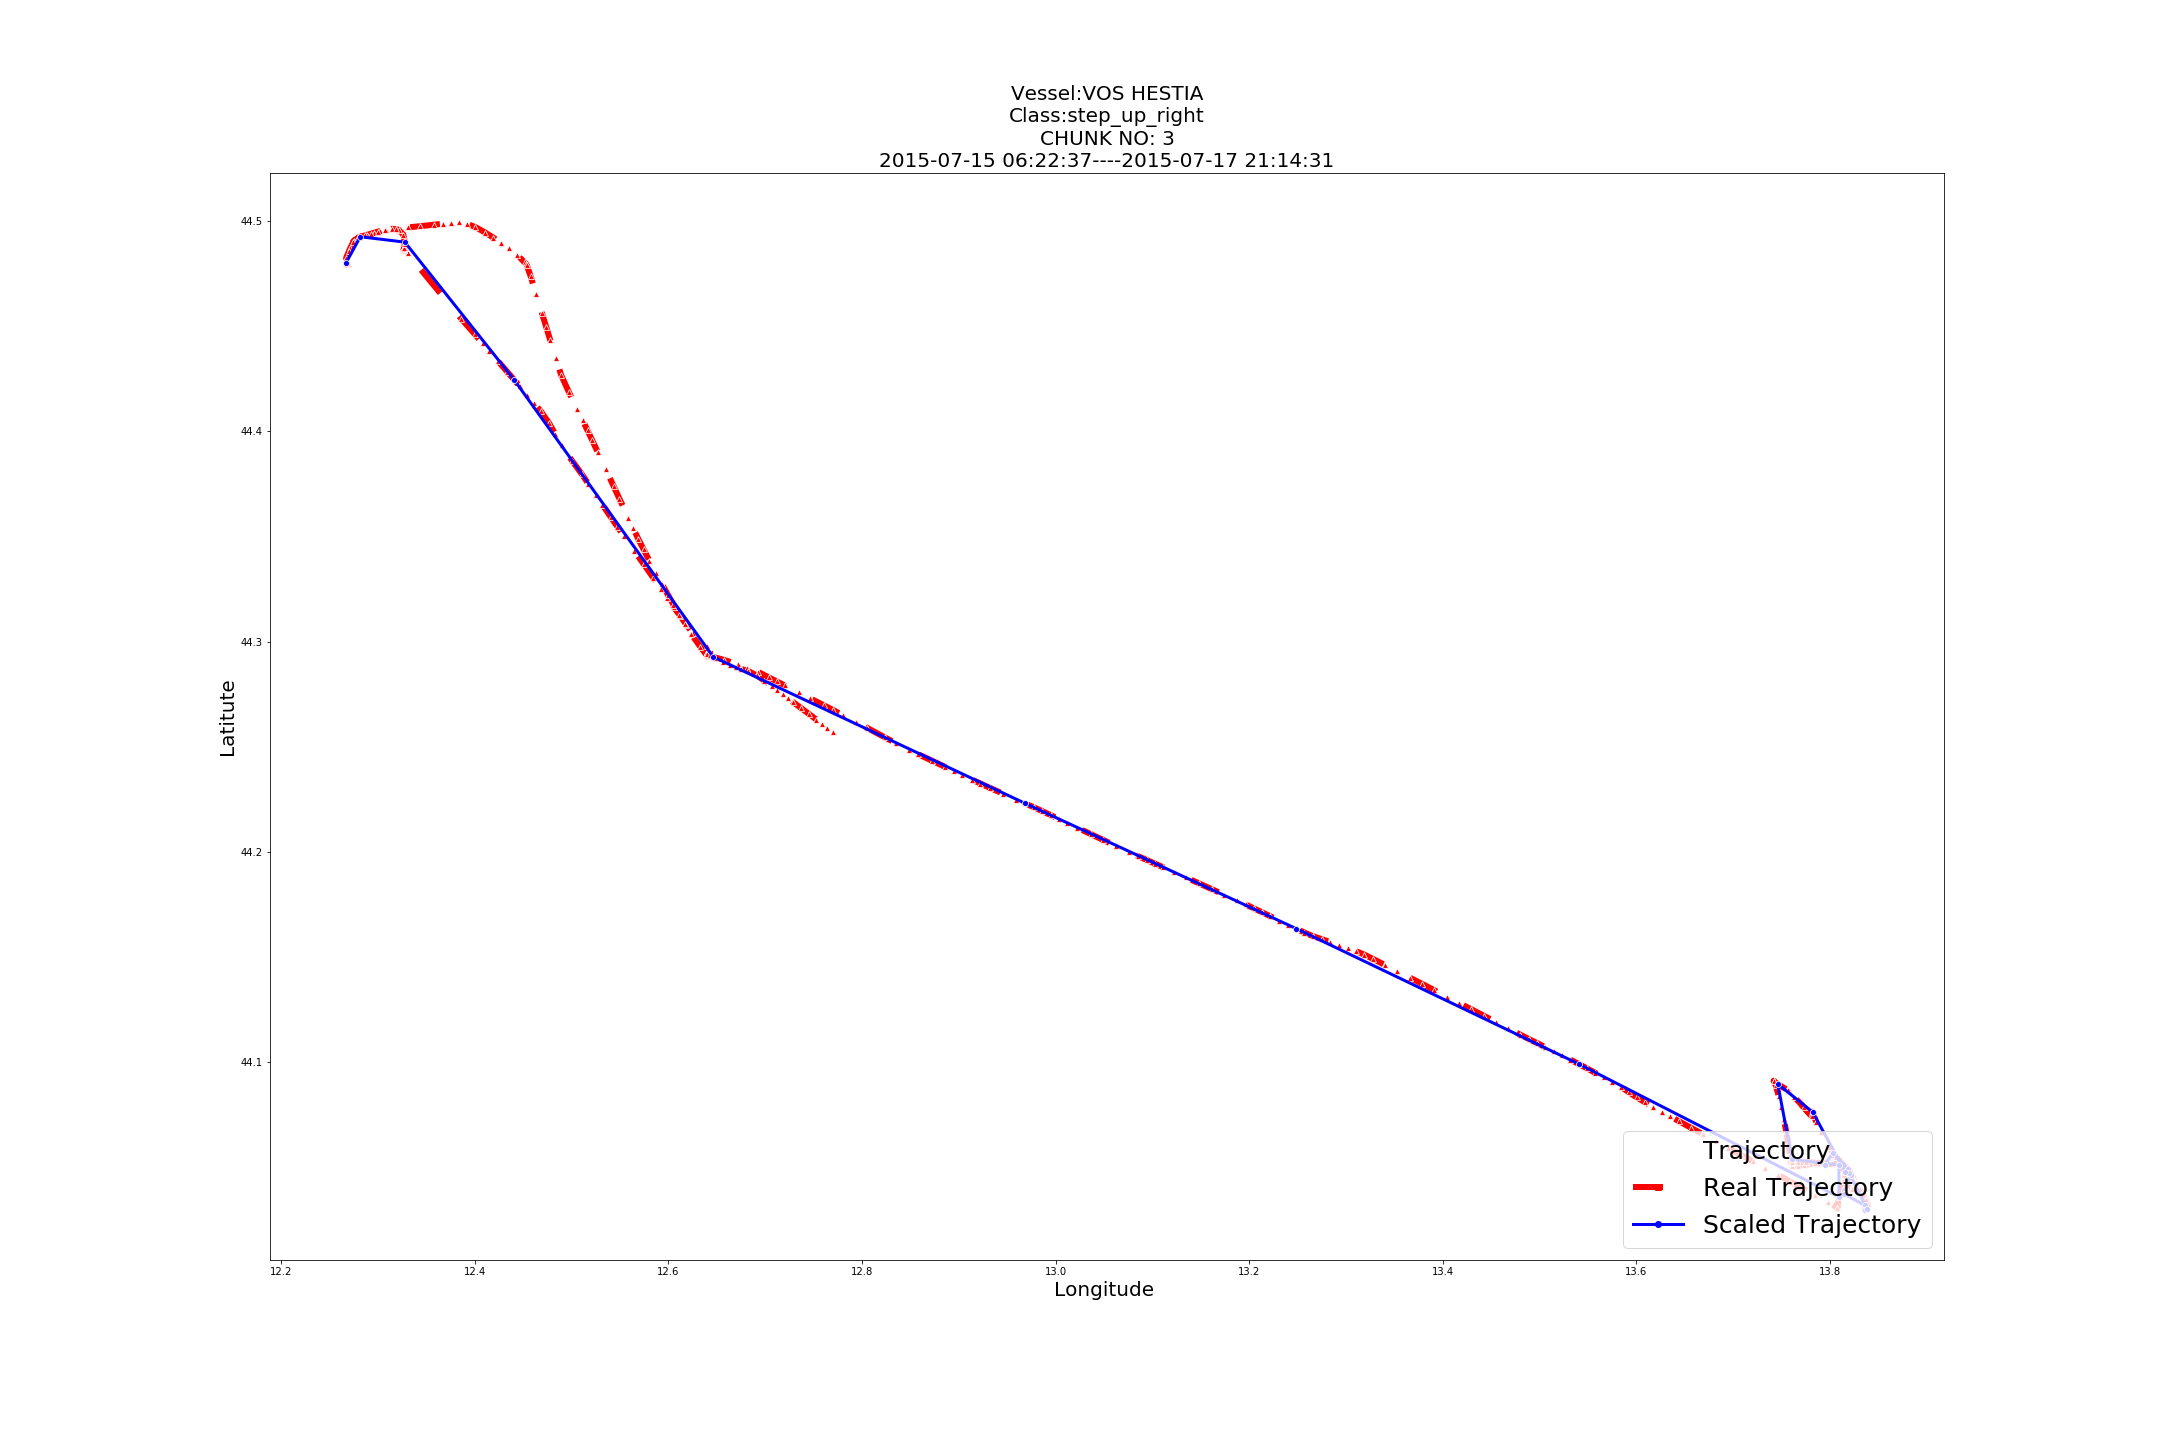 Vessel:VOS HESTIA
Class:step_up_right
CHUNK NO: 3
2015-07-15 06:22:37----2015-07-17 21:14:31
44.5
44.4
44.3
44.2
44.1
Latitute
12.2 12.4 12.6 12.8 13.0 13.2 13.4 13.6 13.8
Longitude
Trajectory
Real Trajectory
Scaled Trajectory